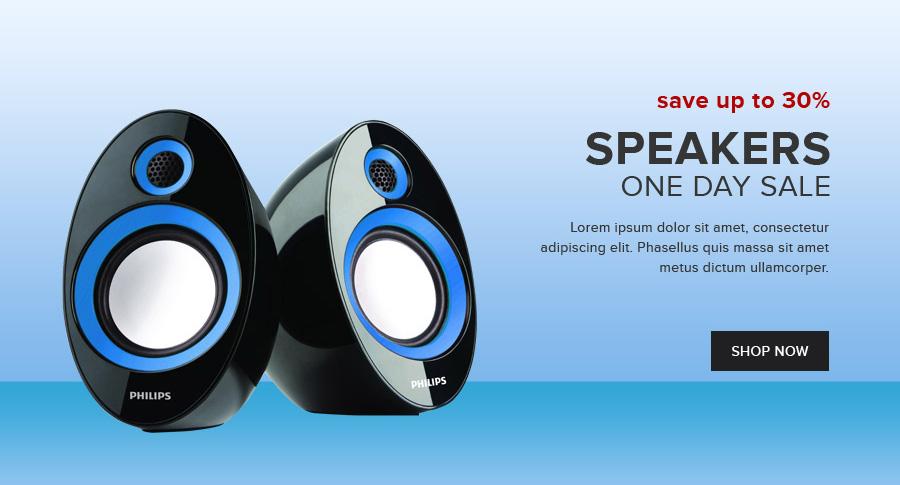 save up to 30%
SPEAKERS
ONE DAY SALE
Lorem ipsum dolor sit amet, consectetur
adipiscing elit. Phasellus quis massa sit amet
metus dictum ullamcorper.
SHOP NOW
PHILIPS
PHILIPS